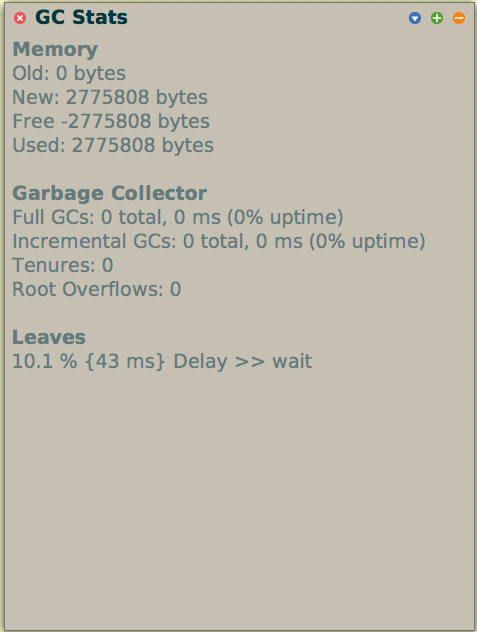 GC Stats
Memory
Old: 0 bytes
New: 2775808 bytes
Free -2775808 bytes
Used: 2775808 bytes
Garbage Collector
Full GCs: 0 total, 0 ms (0% uptime)
Incremental GCs: 0 total, 0 ms (0% uptime)
Tenures: 0
Root Overflows: 0
Leaves
10.1 % {43 ms} Delay >> wait